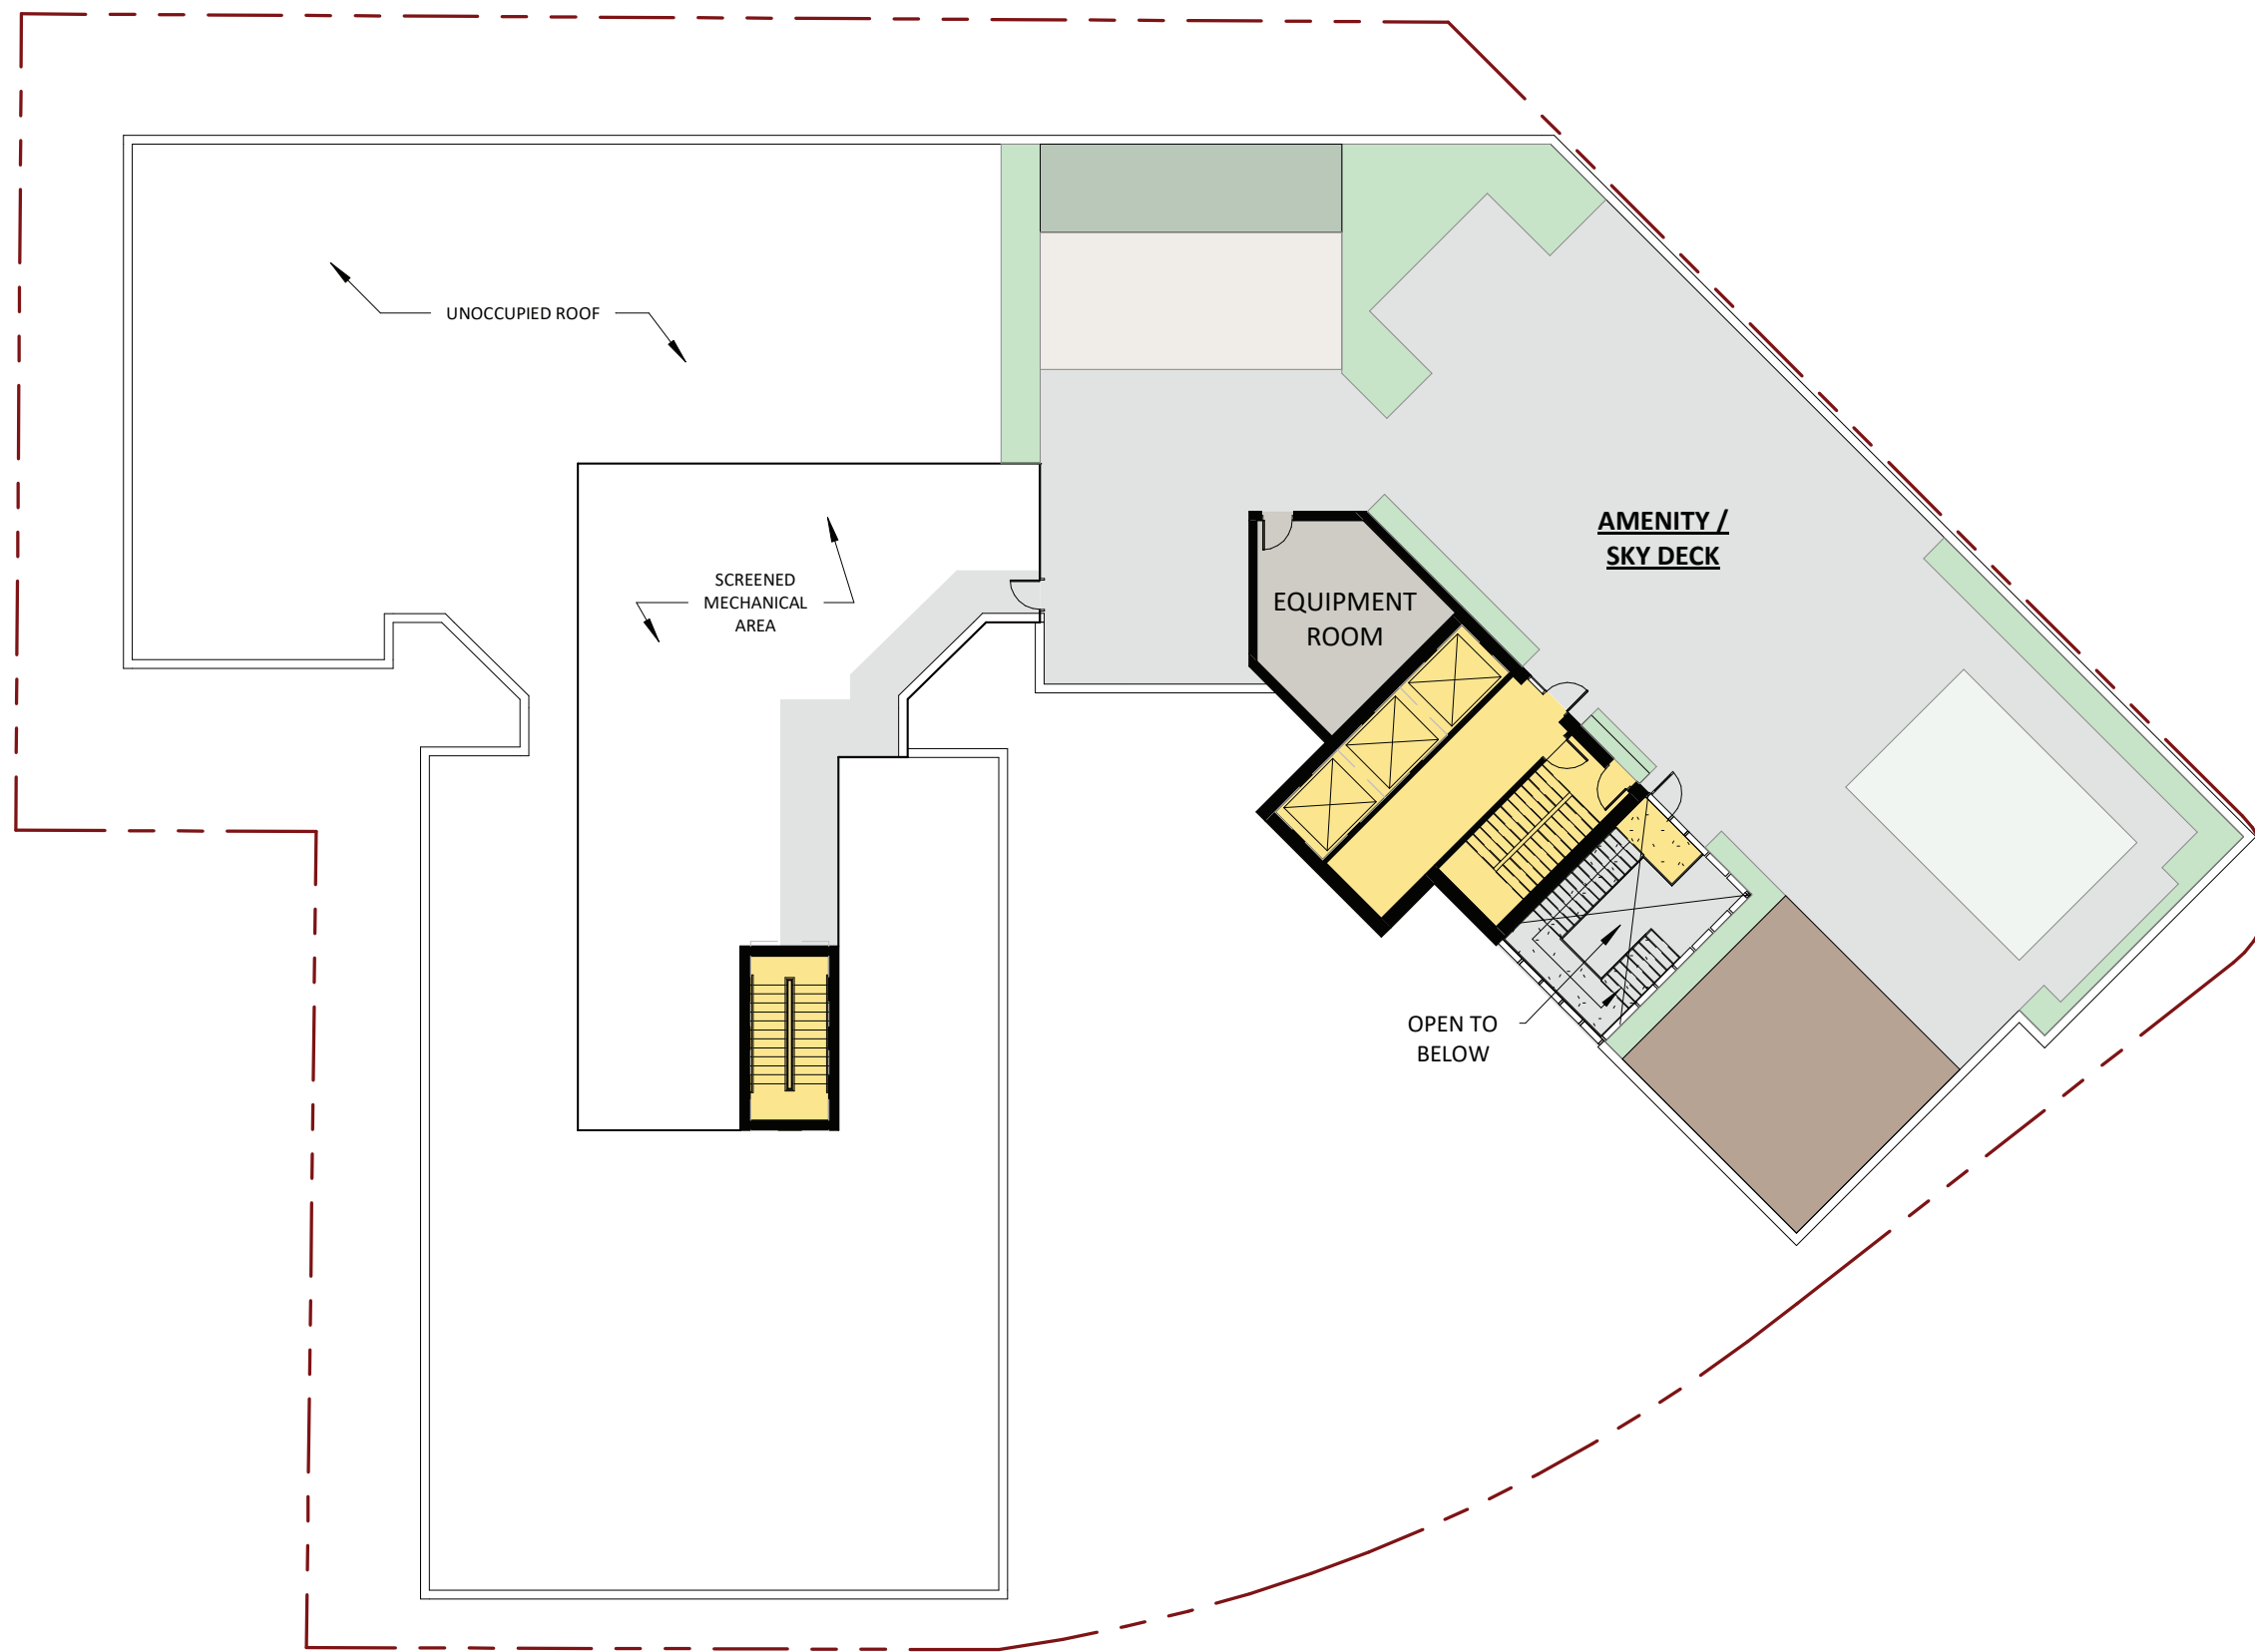 UNOCCUPIED ROOF
AMENITY /
SKY DECK
SCREENED
MECHANICAL
AREA
EQUIPMENT
ROOM
OPEN TO
BELOW